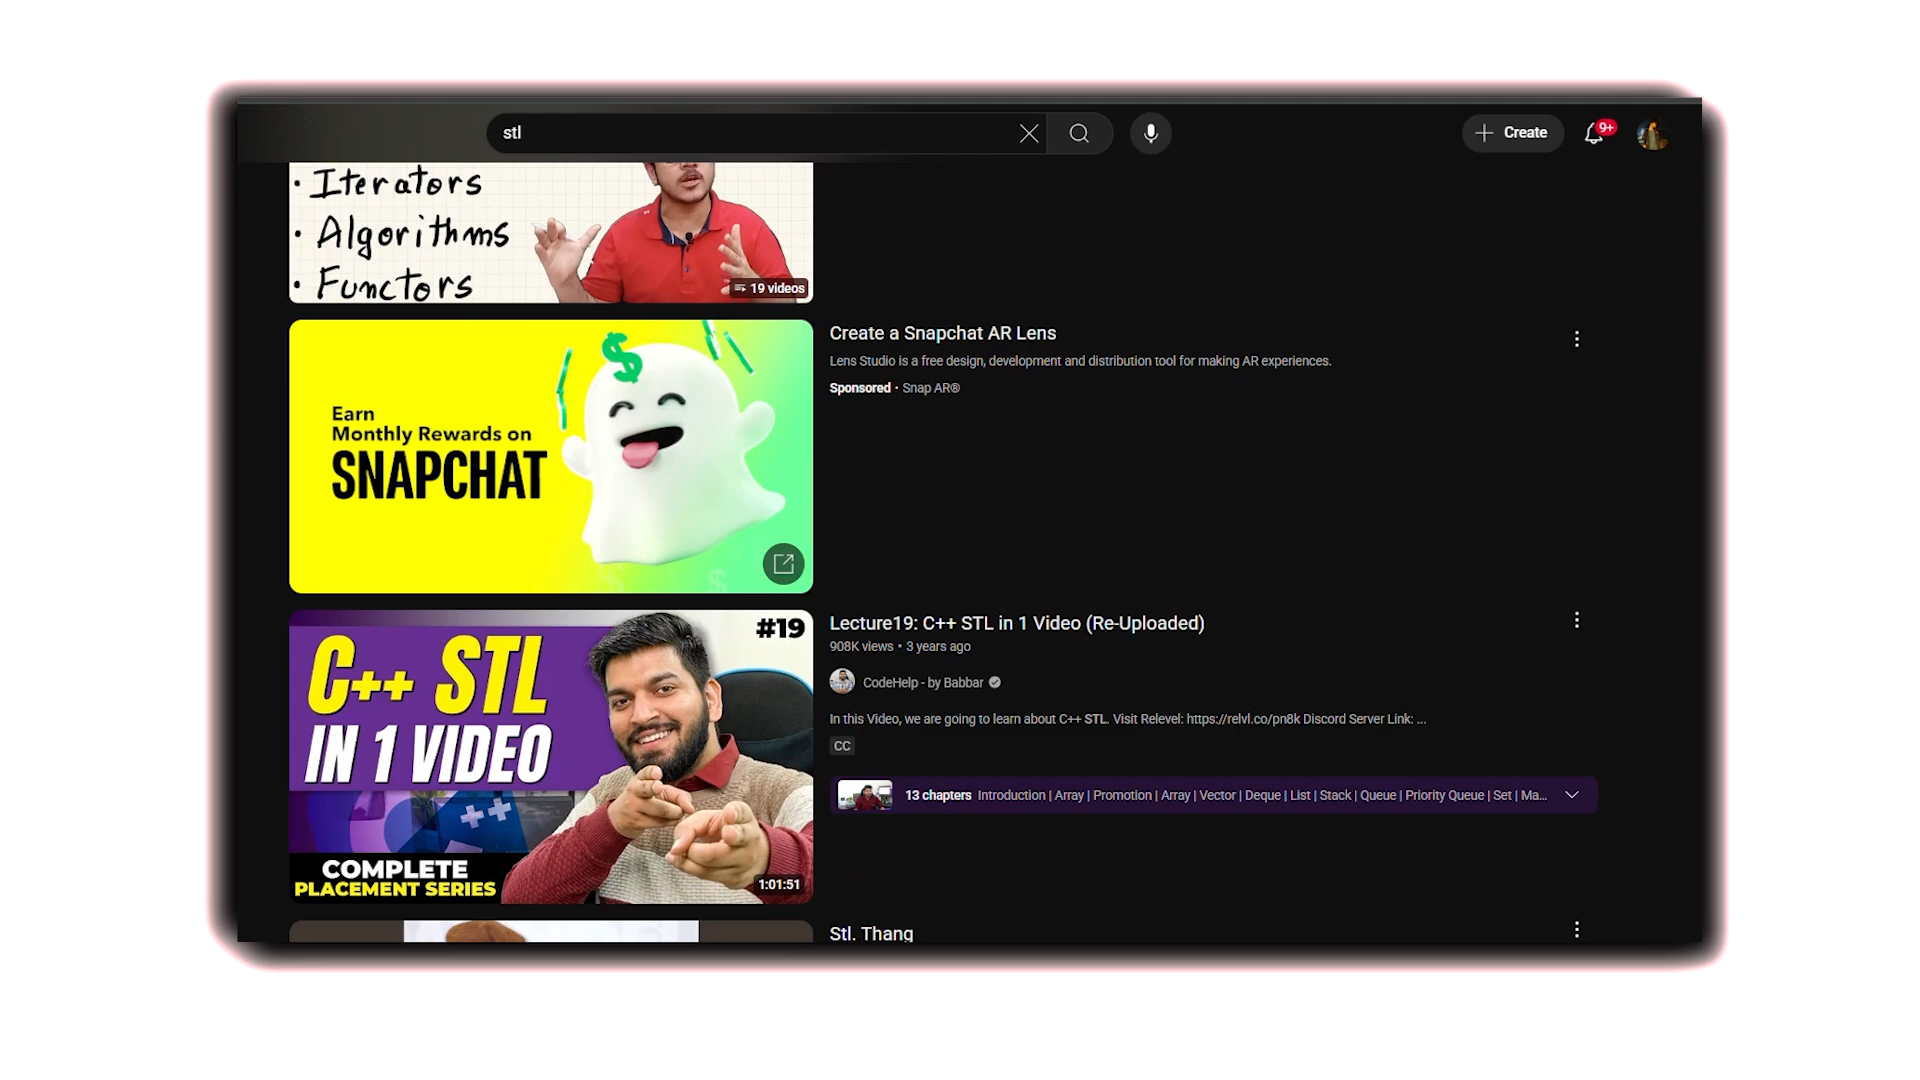 stl
Create
9+
• Iterators
• Algorithms
• Functors
19 videos
Earn
Monthly Rewards on
SNAPCHAT
Create a Snapchat AR Lens
Lens Studio is a free design, development and distribution tool for making AR experiences.
Sponsored · Snap AR®
#19
C++ STL
IN 1 VIDEO
COMPLETE
PLACEMENT SERIES
1:01:51
Lecture19: C++ STL in 1 Video (Re-Uploaded)
908K views • 3 years ago
CodeHelp - by Babbar
In this Video, we are going to learn about C++ STL. Visit Relevel: https://relvl.co/pn8k Discord Server Link: ...
CC
13 chapters Introduction | Array | Promotion | Array | Vector | Deque | List | Stack | Queue | Priority Queue | Set | Ma...
Stl. Thang